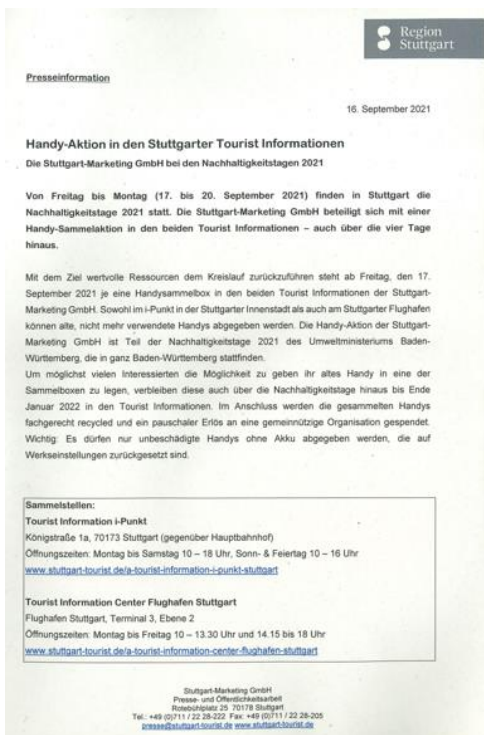 Region
Stuttgart
Presseinformation
16. September 2021
Handy-Aktion in den Stuttgarter Tourist Informationen
Die Stuttgart-Marketing GmbH bei den Nachhaltigkeitstagen 2021
Von Freitag bis Montag (17. bis 20. September 2021) finden in Stuttgart die
Nachhaltigkeitstage 2021 statt. Die Stuttgart-Marketing GmbH beteiligt sich mit einer
Handy-Sammelaktion in den beiden Tourist Informationen – auch über die vier Tage
hinaus.
Mit dem Ziel wertvolle Ressourcen dem Kreislauf zurückzuführen steht ab Freitag, den 17.
September 2021 je eine Handysammelbox in den beiden Tourist Informationen der Stuttgart-
Marketing GmbH. Sowohl im i-Punkt in der Stuttgarter Innenstadt als auch am Stuttgarter Flughafen
können alte, nicht mehr verwendete Handys abgegeben werden. Die Handy-Aktion der Stuttgart-
Marketing GmbH ist Teil der Nachhaltigkeitstage 2021 des Umweltministeriums Baden-
Württemberg, die in ganz Baden-Württemberg stattfinden.
Um möglichst vielen Interessierten die Möglichkeit zu geben ihr altes Handy in eine der
Sammelboxen zu legen, verbleiben diese auch über die Nachhaltigkeitstage hinaus bis Ende
Januar 2022 in den Tourist Informationen. Im Anschluss werden die gesammelten Handys
fachgerecht recycled und ein pauschaler Erlös an eine gemeinnützige Organisation gespendet.
Wichtig: Es dürfen nur unbeschädigte Handys ohne Akku abgegeben werden, die auf
Werkseinstellungen zurückgesetzt sind.
Sammelstellen:
Tourist Information i-Punkt
Königstraße 1a, 70173 Stuttgart (gegenüber Hauptbahnhof)
Öffnungszeiten: Montag bis Samstag 10 – 18 Uhr, Sonn- & Feiertag 10 – 16 Uhr
www.stuttgart-tourist.de/a-tourist-information-i-punkt-stuttgart
Tourist Information Center Flughafen Stuttgart
Flughafen Stuttgart, Terminal 3, Ebene 2
Öffnungszeiten: Montag bis Freitag 10 – 13.30 Uhr und 14.15 bis 18 Uhr
www.stuttgart-tourist.de/a-tourist-information-center-flughafen-stuttgart
Stuttgart-Marketing GmbH
Presse- und Öffentlichkeitsarbeit
Rotebühlplatz 25 70178 Stuttgart
Tel.: +49 (0)711 / 22 28-222 Fax: +49 (0)711 / 22 28-205
presse@stuttgart-tourist.de www.stuttgart-tourist.de